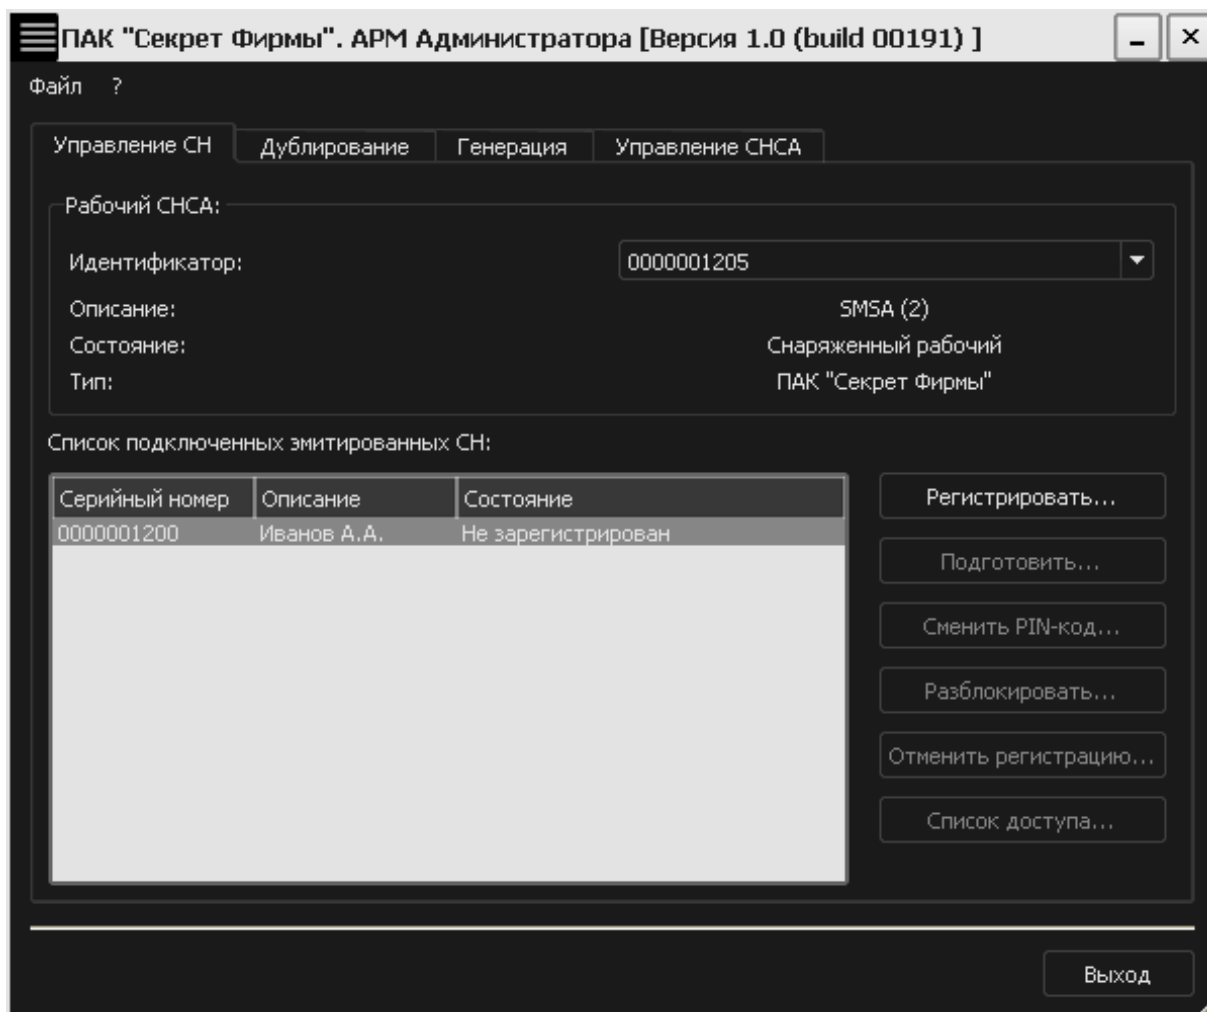 ПАК "Секрет Фирмы". АРМ Администратора [Версия 1.0 (build 00191) ]
Файл ?
Управление СН Дублирование Генерация Управление СНСА
Рабочий СНСА:
Идентификатор: 0000001205
Описание: SMSA (2)
Состояние: Снаряженный рабочий
Тип: ПАК "Секрет Фирмы"
Список подключенных эмитированных СН:
Серийный номер Описание Состояние
0000001200 Иванов А.А. Не зарегистрирован
Регистрировать...
Подготовить...
Сменить PIN-код...
Разблокировать...
Отменить регистрацию...
Список доступа...
Выход